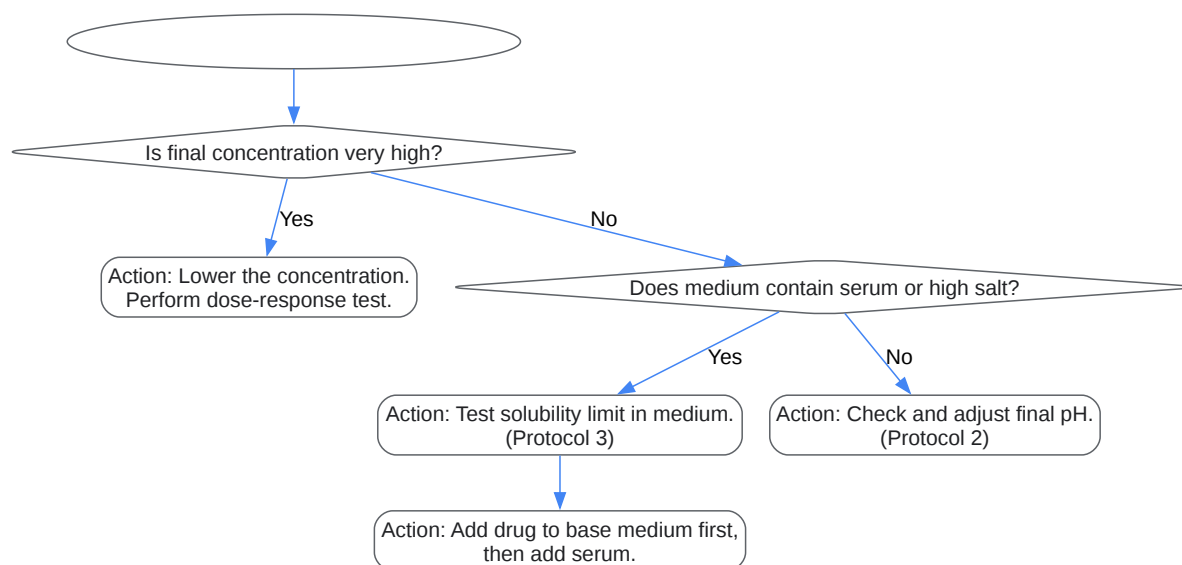 Is final concentration very high?
Yes
No
Action: Lower the concentration.
Perform dose-response test.
Does medium contain serum or high salt?
Yes
No
Action: Test solubility limit in medium.
(Protocol 3)
Action: Check and adjust final pH.
(Protocol 2)
Action: Add drug to base medium first,
then add serum.